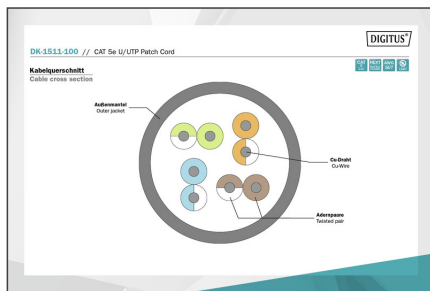 DIGITUS®
DK-1511-100 // CAT 5e U/UTP Patch Cord
Kabelquerschnitt
Cable cross section
Außenmantel
Outer jacket
Cu-Draht
Cu-Wire
Adernpaare
Twisted pair